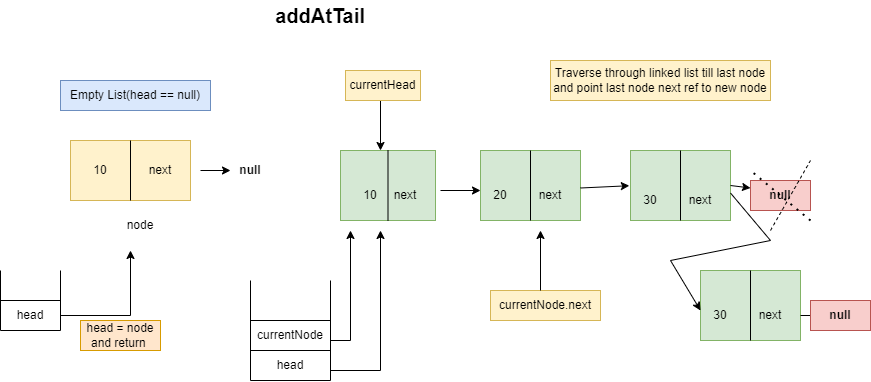 addAtTail
Empty List(head == null)
currentHead
Traverse through linked list till last node
and point last node next ref to new node
10
next
null
10
next
20
next
30
next
null
node
head
head = node
and return
currentNode
head
currentNode.next
30
next
null